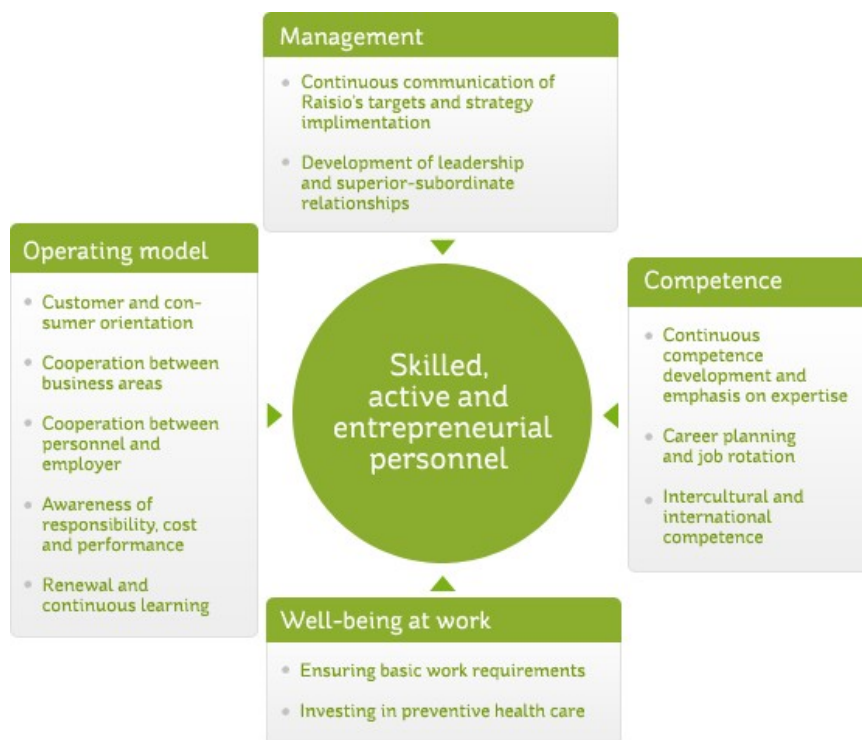 Management
Continuous communication of
Raisio's targets and strategy
implimentation
Development of leadership
and superior-subordinate
relationships
Operating model
Customer and con-
sumer orientation
Cooperation between
business areas
Cooperation between
personnel and
employer
Awareness of
responsibility, cost
and performance
Renewal and
continuous learning
Skilled,
active and
entrepreneurial
personnel
Competence
Continuous
competence
development and
emphasis on expertise
Career planning
and job rotation
Intercultural and
international
competence
Well-being at work
Ensuring basic work requirements
Investing in preventive health care